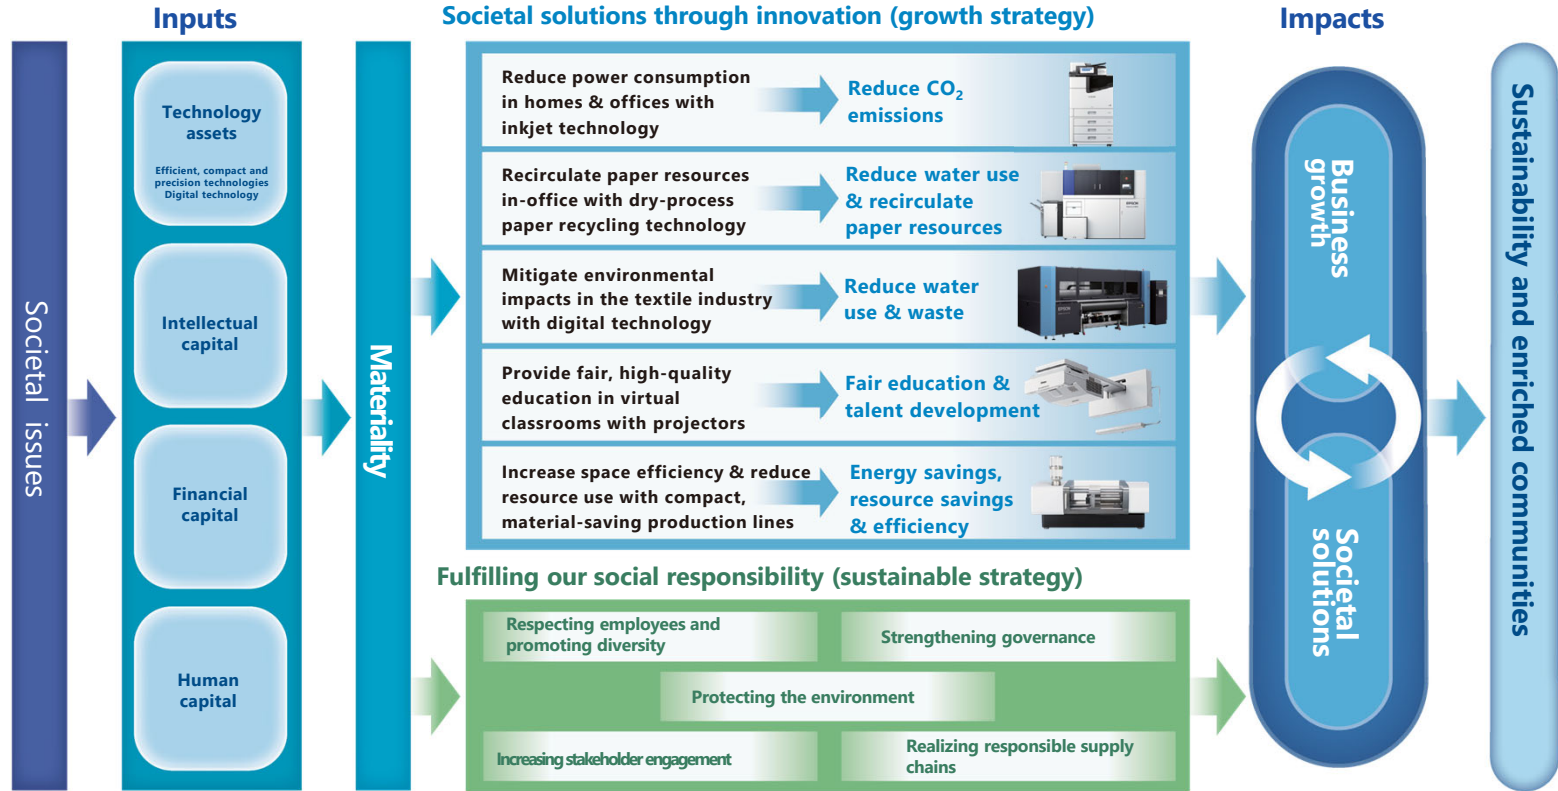 Inputs
Societal solutions through innovation (growth strategy)
Impacts
Societal issues
Technology
assets
Efficient, compact and
precision technologies
Digital technology
Intellectual
capital
Financial
capital
Human
capital
Materiality
Reduce power consumption
in homes & offices with
inkjet technology
Reduce CO₂
emissions
Recirculate paper resources
in-office with dry-process
paper recycling technology
Reduce water use
& recirculate
paper resources
Mitigate environmental
impacts in the textile industry
with digital technology
Reduce water
use & waste
Provide fair, high-quality
education in virtual
classrooms with projectors
Fair education &
talent development
Increase space efficiency & reduce
resource use with compact,
material-saving production lines
Energy savings,
resource savings
& efficiency
Fulfilling our social responsibility (sustainable strategy)
Respecting employees and
promoting diversity
Strengthening governance
Protecting the environment
Increasing stakeholder engagement
Realizing responsible supply
chains
Business
growth
Societal
solutions
Sustainability and enriched communities